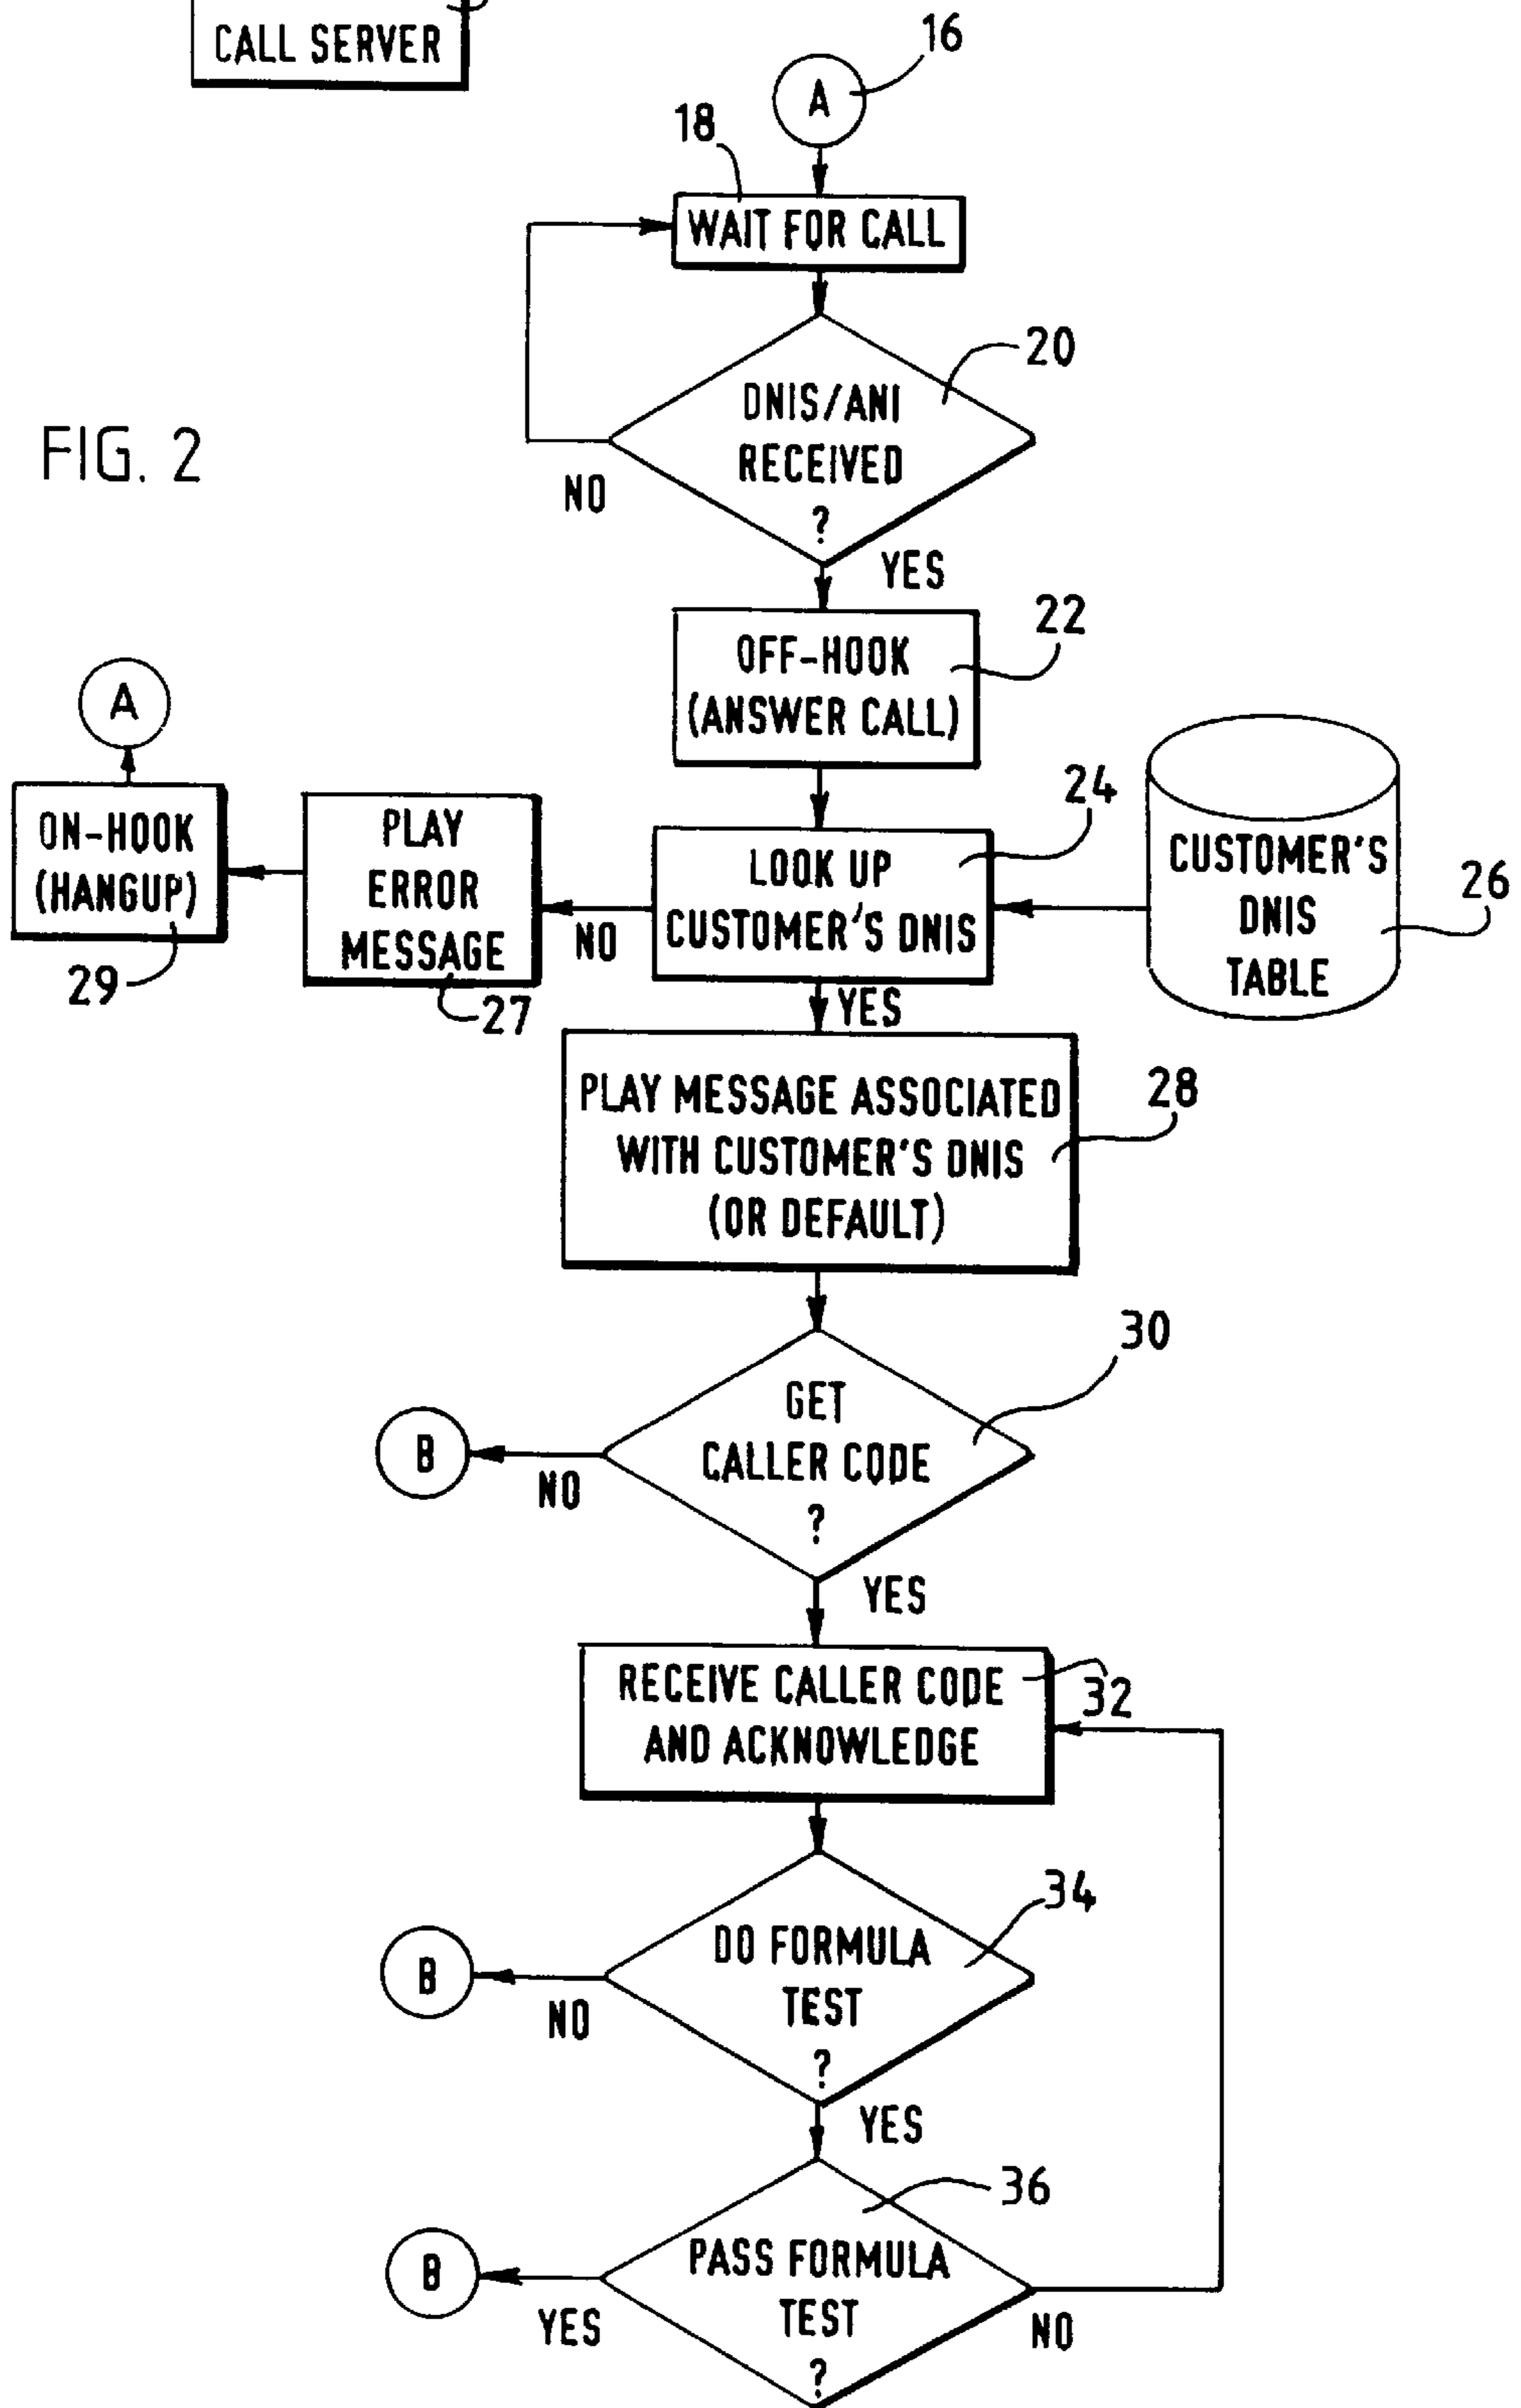 CALL SERVER
16
A
18
WAIT FOR CALL
20
DNIS/ANI
RECEIVED
?
NO
YES
FIG. 2
22
OFF-HOOK
(ANSWER CALL)
A
24
ON-HOOK
(HANGUP)
29
PLAY
ERROR
MESSAGE
27
NO
LOOK UP
CUSTOMER'S DNIS
CUSTOMER'S
DNIS
TABLE
26
YES
PLAY MESSAGE ASSOCIATED
WITH CUSTOMER'S DNIS
(OR DEFAULT)
28
30
GET
CALLER CODE
?
B
NO
YES
RECEIVE CALLER CODE
AND ACKNOWLEDGE
32
34
DO FORMULA
TEST
?
B
NO
YES
36
PASS FORMULA
TEST
?
B
YES
NO